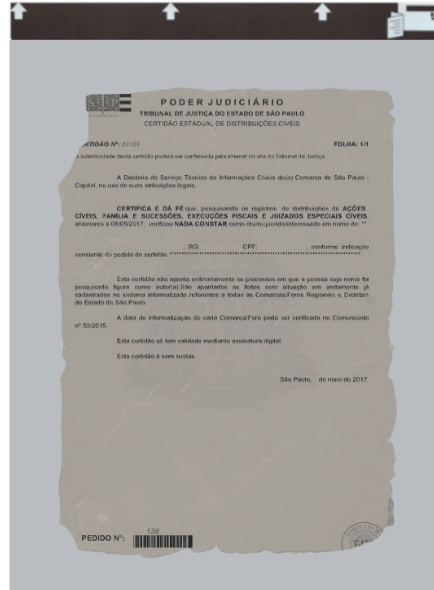 PODER JUDICIÁRIO
TRIBUNAL DE JUSTIÇA DO ESTADO DE SÃO PAULO
CERTIDÃO ESTADUAL DE DISTRIBUIÇÕES CÍVEIS
CERTIDÃO Nº: FOLHA: 1/1
A autenticidade desta certidão poderá ser confirmada pela internet no site do Tribunal de Justiça
A Diretoria de Serviço Técnico de Informações Cíveis do(a) Comarca de São Paulo -
Capital, no uso de suas atribuições legais,
CERTIFICA E DÁ FÉ que, pesquisando os registros de distribuições de AÇÕES
CÍVEIS, FAMÍLIA E SUCESSÕES, EXECUÇÕES FISCAIS E JUIZADOS ESPECIAIS CÍVEIS,
anteriores a 08/05/2017, verificou NADA CONSTAR como réu/requerido/interessado em nome de: **
, RG: CPF: , conforme indicação
constante do pedido de certidão.
Esta certidão não aponta ordinariamente os processos em que a pessoa cujo nome foi
pesquisado figura como autor(a).São apontados os feitos com situação em andamento já
cadastrados no sistema informatizado referentes a todas as Comarcas/Foros Regionais e Distritais
do Estado de São Paulo.
A data de informatização de cada Comarca/Foro pode ser verificada no Comunicado
nº 53/2015.
Esta certidão só tem validade mediante assinatura digital.
Esta certidão é sem custas.
São Paulo, de maio de 2017.
136
PEDIDO Nº: